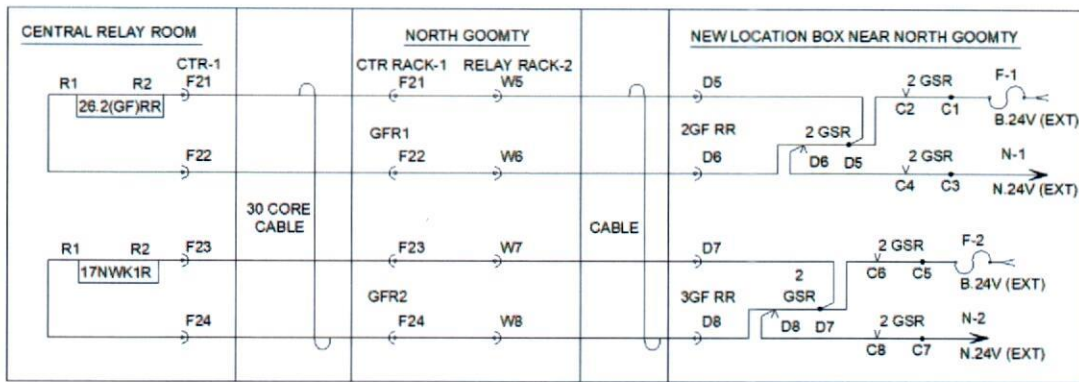 CENTRAL RELAY ROOM
NORTH GOOMTY
NEW LOCATION BOX NEAR NORTH GOOMTY
CTR-1
CTR RACK-1
RELAY RACK-2
R1
R2
F21
F21
W5
D5
2 GSR
F-1
26.2(GF)RR
C2
C1
B.24V (EXT)
GFR1
2GF RR
2 GSR
F22
F22
W6
D6
D6
D5
2 GSR
N-1
C4
C3
N.24V (EXT)
30 CORE
CABLE
CABLE
R1
R2
F23
F23
W7
D7
2 GSR
F-2
17NWK1R
C6
C5
B.24V (EXT)
2
GSR
GFR2
3GF RR
F24
F24
W8
D8
D8
D7
2 GSR
N-2
C8
C7
N.24V (EXT)